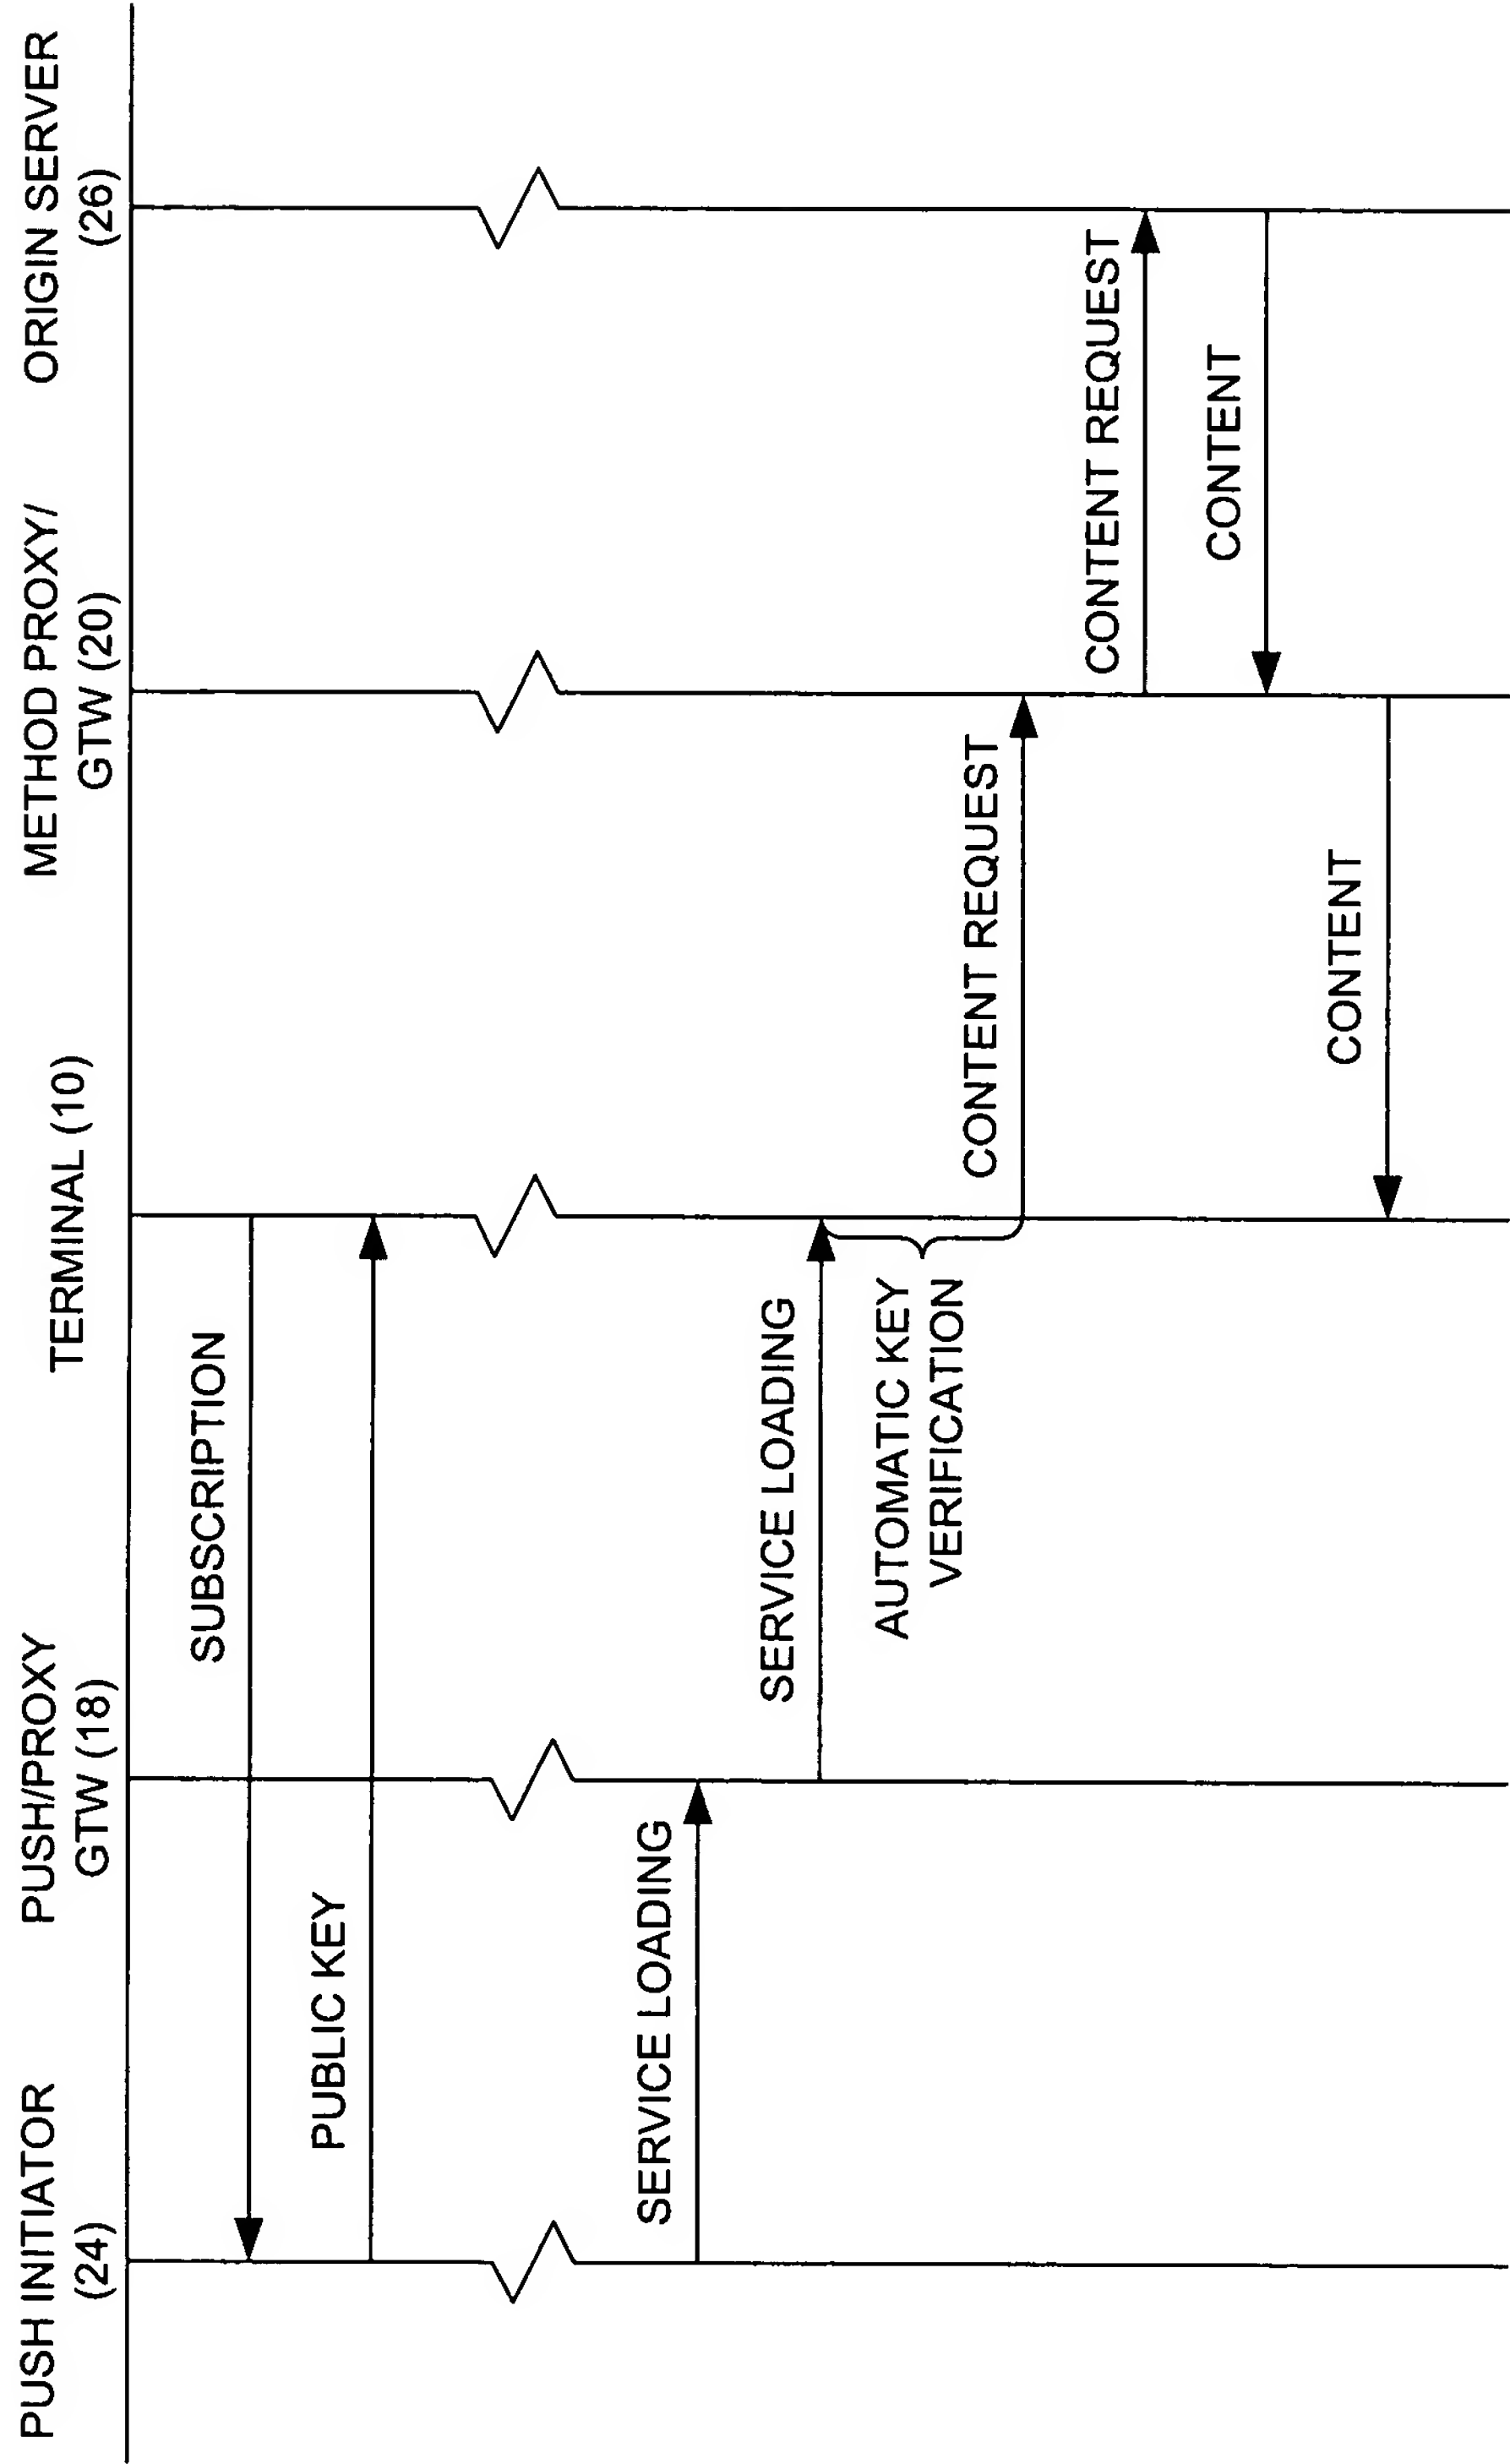 PUSH INITIATOR
(24)
PUSH/PROXY
GTW (18)
TERMINAL (10)
METHOD PROXY/
GTW (20)
ORIGIN SERVER
(26)
SUBSCRIPTION
PUBLIC KEY
SERVICE LOADING
SERVICE LOADING
AUTOMATIC KEY
VERIFICATION
CONTENT REQUEST
CONTENT REQUEST
CONTENT
CONTENT